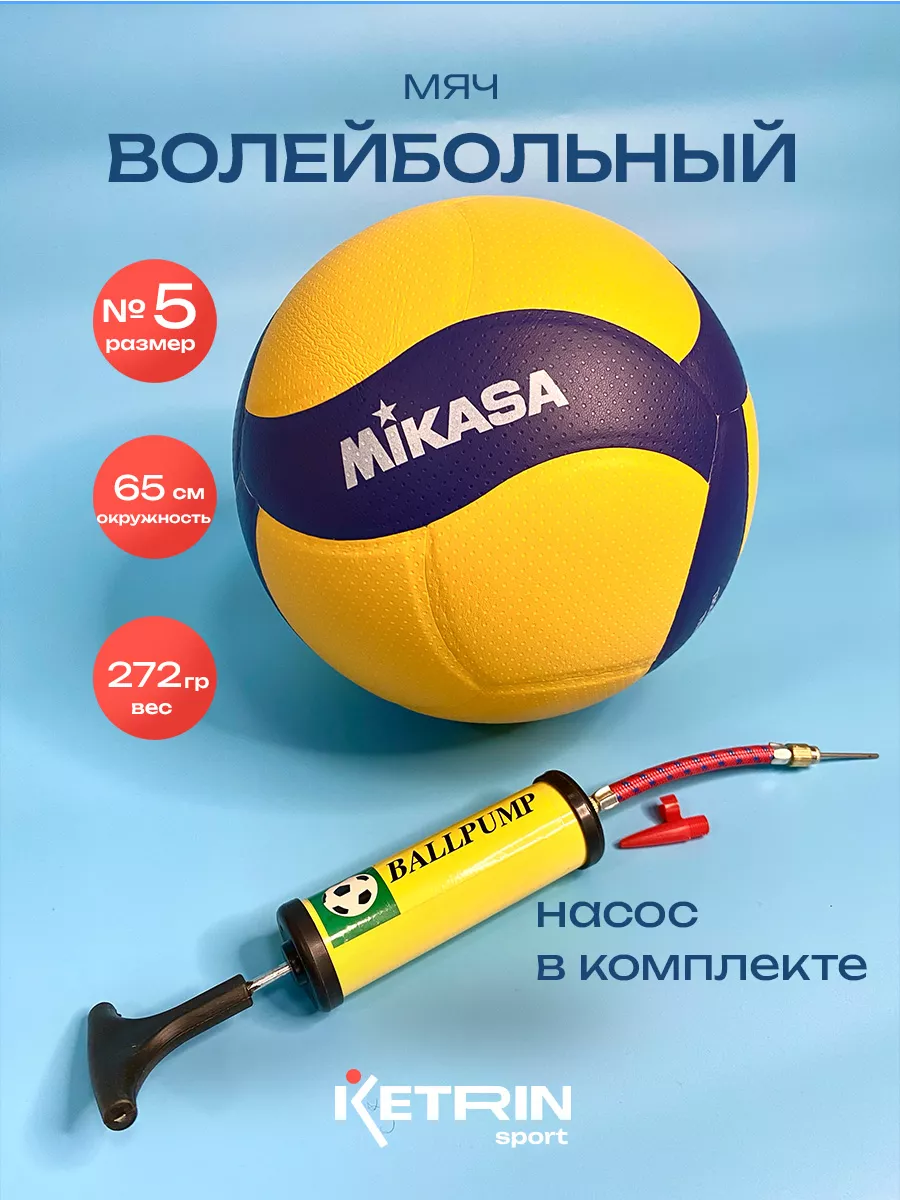 мяч
ВОЛЕЙБОЛЬНЫЙ
№ 5
размер
MIKASA
65 см
окружность
272 гр
вес
BALLPUMP
насос
в комплекте
KETRIN
sport